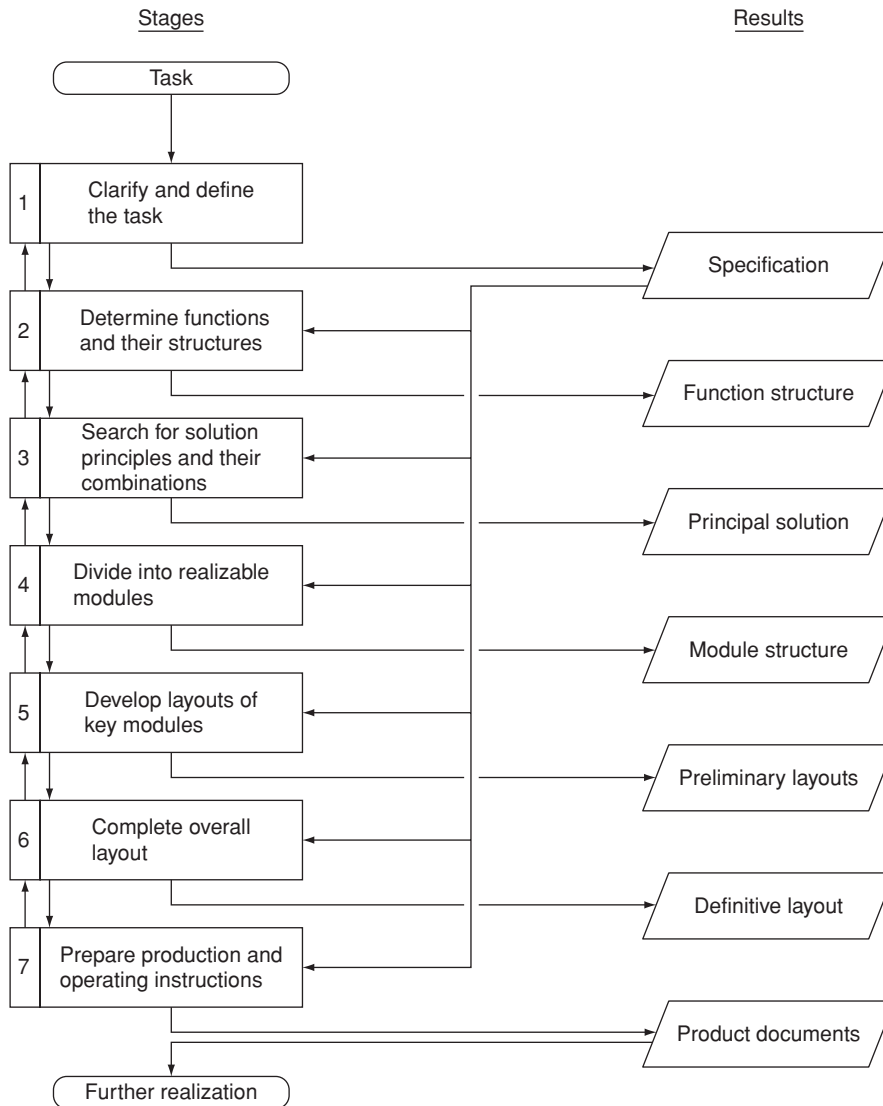 Stages
Results
Task
1
Clarify and define
the task
Specification
2
Determine functions
and their structures
Function structure
3
Search for solution
principles and their
combinations
Principal solution
4
Divide into realizable
modules
Module structure
5
Develop layouts of
key modules
Preliminary layouts
6
Complete overall
layout
Definitive layout
7
Prepare production and
operating instructions
Product documents
Further realization